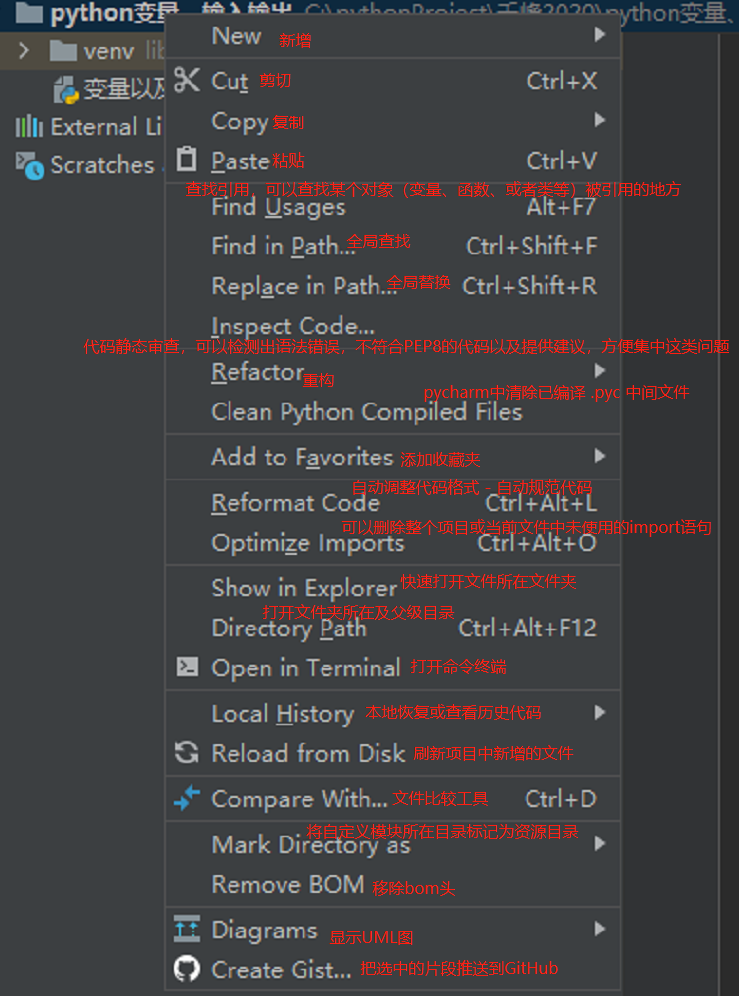 python变量、输入输出 C:\pythonProject\千峰2020\python变量、
New 新增
venv lib
Cut 剪切 Ctrl+X
变量以及
Copy 复制
External Li
Paste 粘贴 Ctrl+V
Scratches
查找引用，可以查找某个对象（变量、函数、或者类等）被引用的地方
Find Usages Alt+F7
Find in Path... 全局查找 Ctrl+Shift+F
Replace in Path... 全局替换 Ctrl+Shift+R
Inspect Code...
代码静态审查，可以检测出语法错误，不符合PEP8的代码以及提供建议，方便集中这类问题
Refactor 重构
pycharm中清除已编译 .pyc 中间文件
Clean Python Compiled Files
Add to Favorites 添加收藏夹
自动调整代码格式 - 自动规范代码
Reformat Code Ctrl+Alt+L
可以删除整个项目或当前文件中未使用的import语句
Optimize Imports Ctrl+Alt+O
Show in Explorer 快速打开文件所在文件夹
打开文件夹所在及父级目录
Directory Path Ctrl+Alt+F12
Open in Terminal 打开命令终端
Local History 本地恢复或查看历史代码
Reload from Disk 刷新项目中新增的文件
Compare With... 文件比较工具 Ctrl+D
将自定义模块所在目录标记为资源目录
Mark Directory as
Remove BOM 移除bom头
Diagrams 显示UML图
Create Gist... 把选中的片段推送到GitHub